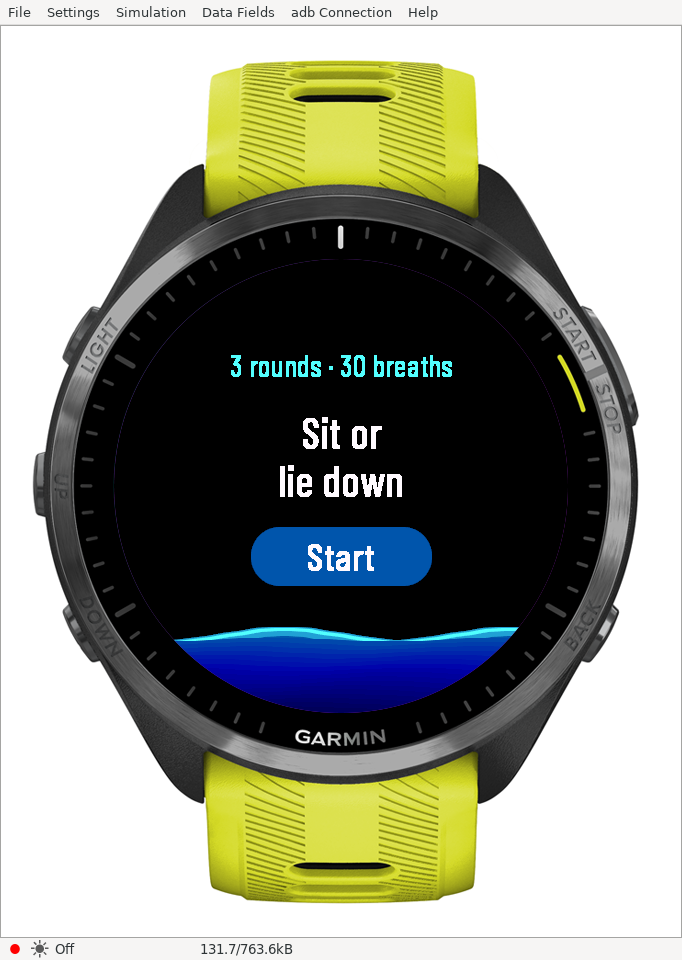 File Settings Simulation Data Fields adb Connection Help
LIGHT
START
STOP
UP
DOWN
BACK
3 rounds · 30 breaths
Sit or
lie down
Start
GARMIN
Off 131.7/763.6kB